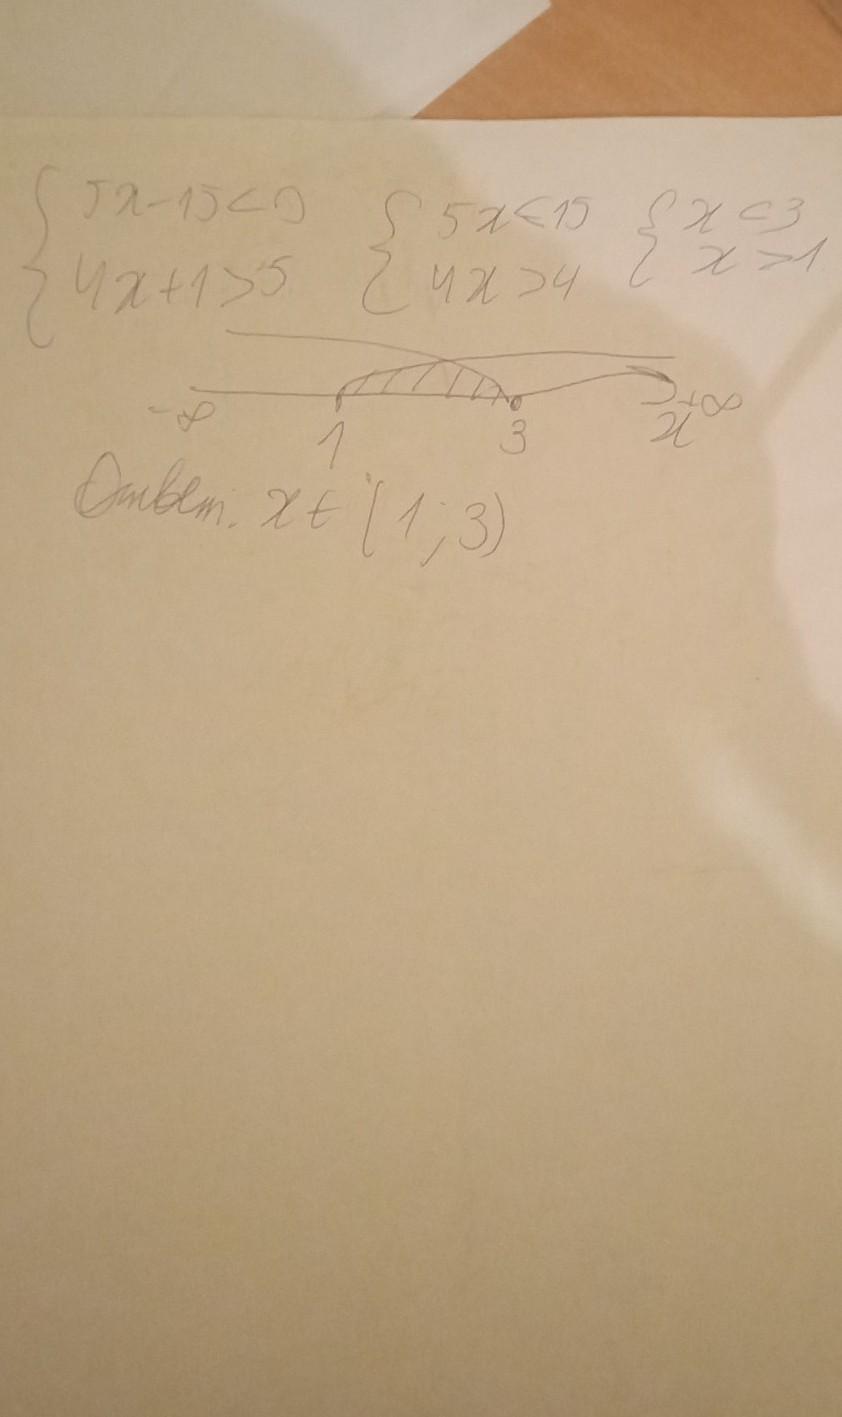 { 5x-15<0 { 5x<15 { x<3
4x+1>5 4x>4 x>1
-∞ 1 3 x +∞
Ответ: x ∈ (1; 3)